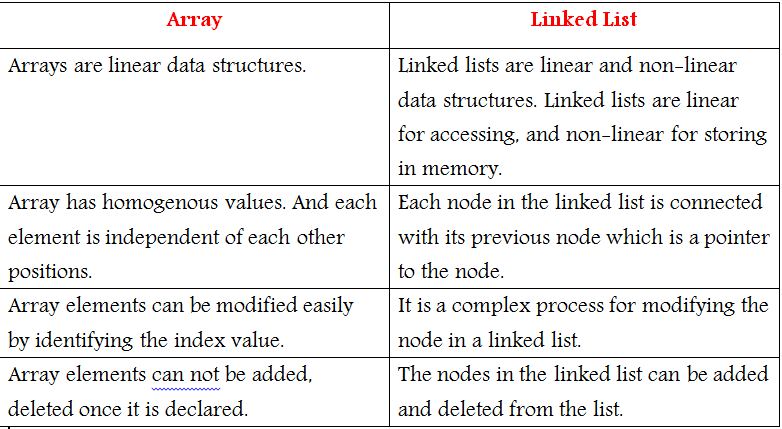 Array
Linked List
Arrays are linear data structures.
Linked lists are linear and non-linear
data structures. Linked lists are linear
for accessing, and non-linear for storing
in memory.
Array has homogenous values. And each
element is independent of each other
positions.
Each node in the linked list is connected
with its previous node which is a pointer
to the node.
Array elements can be modified easily
by identifying the index value.
It is a complex process for modifying the
node in a linked list.
Array elements can not be added,
deleted once it is declared.
The nodes in the linked list can be added
and deleted from the list.